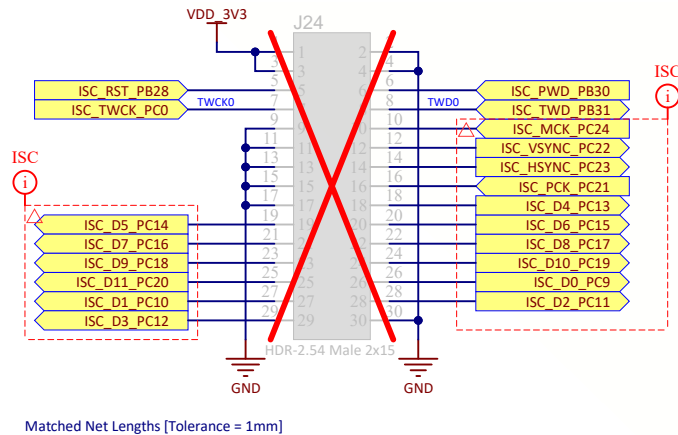 J24
VDD_3V3
1 2
3 4
ISC_RST_PB28 5 6 ISC_PWD_PB30
ISC_TWCK_PC0 TWCK0 7 8 TWD0 ISC_TWD_PB31
9 10 ISC_MCK_PC24
11 12 ISC_VSYNC_PC22
13 14 ISC_HSYNC_PC23
15 16 ISC_PCK_PC21
17 18 ISC_D4_PC13
ISC_D5_PC14 19 20 ISC_D6_PC15
ISC_D7_PC16 21 22 ISC_D8_PC17
ISC_D9_PC18 23 24 ISC_D10_PC19
ISC_D11_PC20 25 26 ISC_D0_PC9
ISC_D1_PC10 27 28 ISC_D2_PC11
ISC_D3_PC12 29 30
ISC
i
ISC
i
HDR-2.54 Male 2x15
GND
GND
Matched Net Lengths [Tolerance = 1mm]